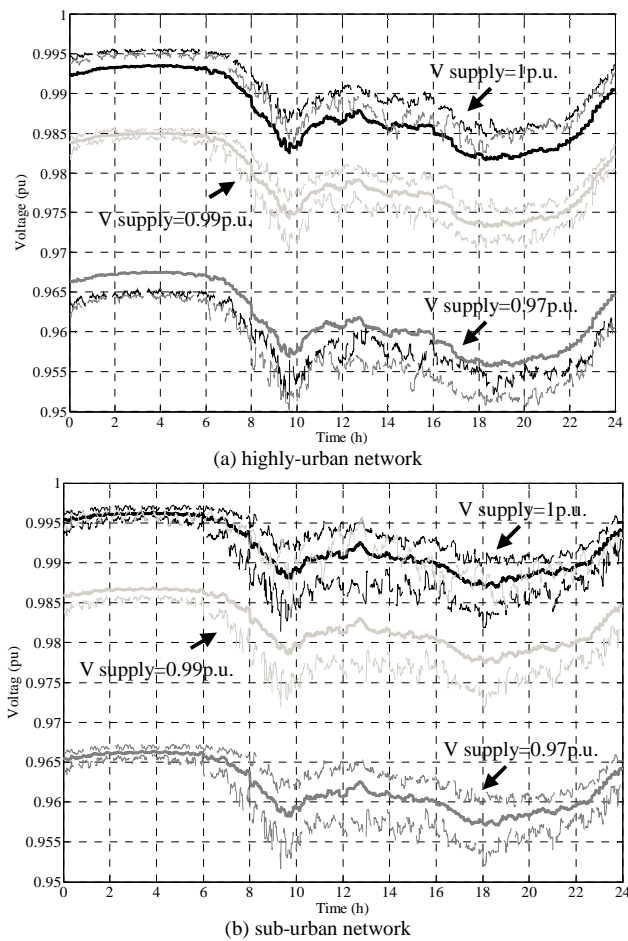 1
0.995
0.99
0.985
0.98
0.975
0.97
0.965
0.96
0.955
0.95
Voltage (pu)
V supply=1p.u.
V supply=0.99p.u.
V supply=0.97p.u.
0 2 4 6 8 10 12 14 16 18 20 22 24
Time (h)
(a) highly-urban network
1
0.995
0.99
0.985
0.98
0.975
0.97
0.965
0.96
0.955
0.95
Voltag (pu)
V supply=1p.u.
V supply=0.99p.u.
V supply=0.97p.u.
0 2 4 6 8 10 12 14 16 18 20 22 24
Time (h)
(b) sub-urban network